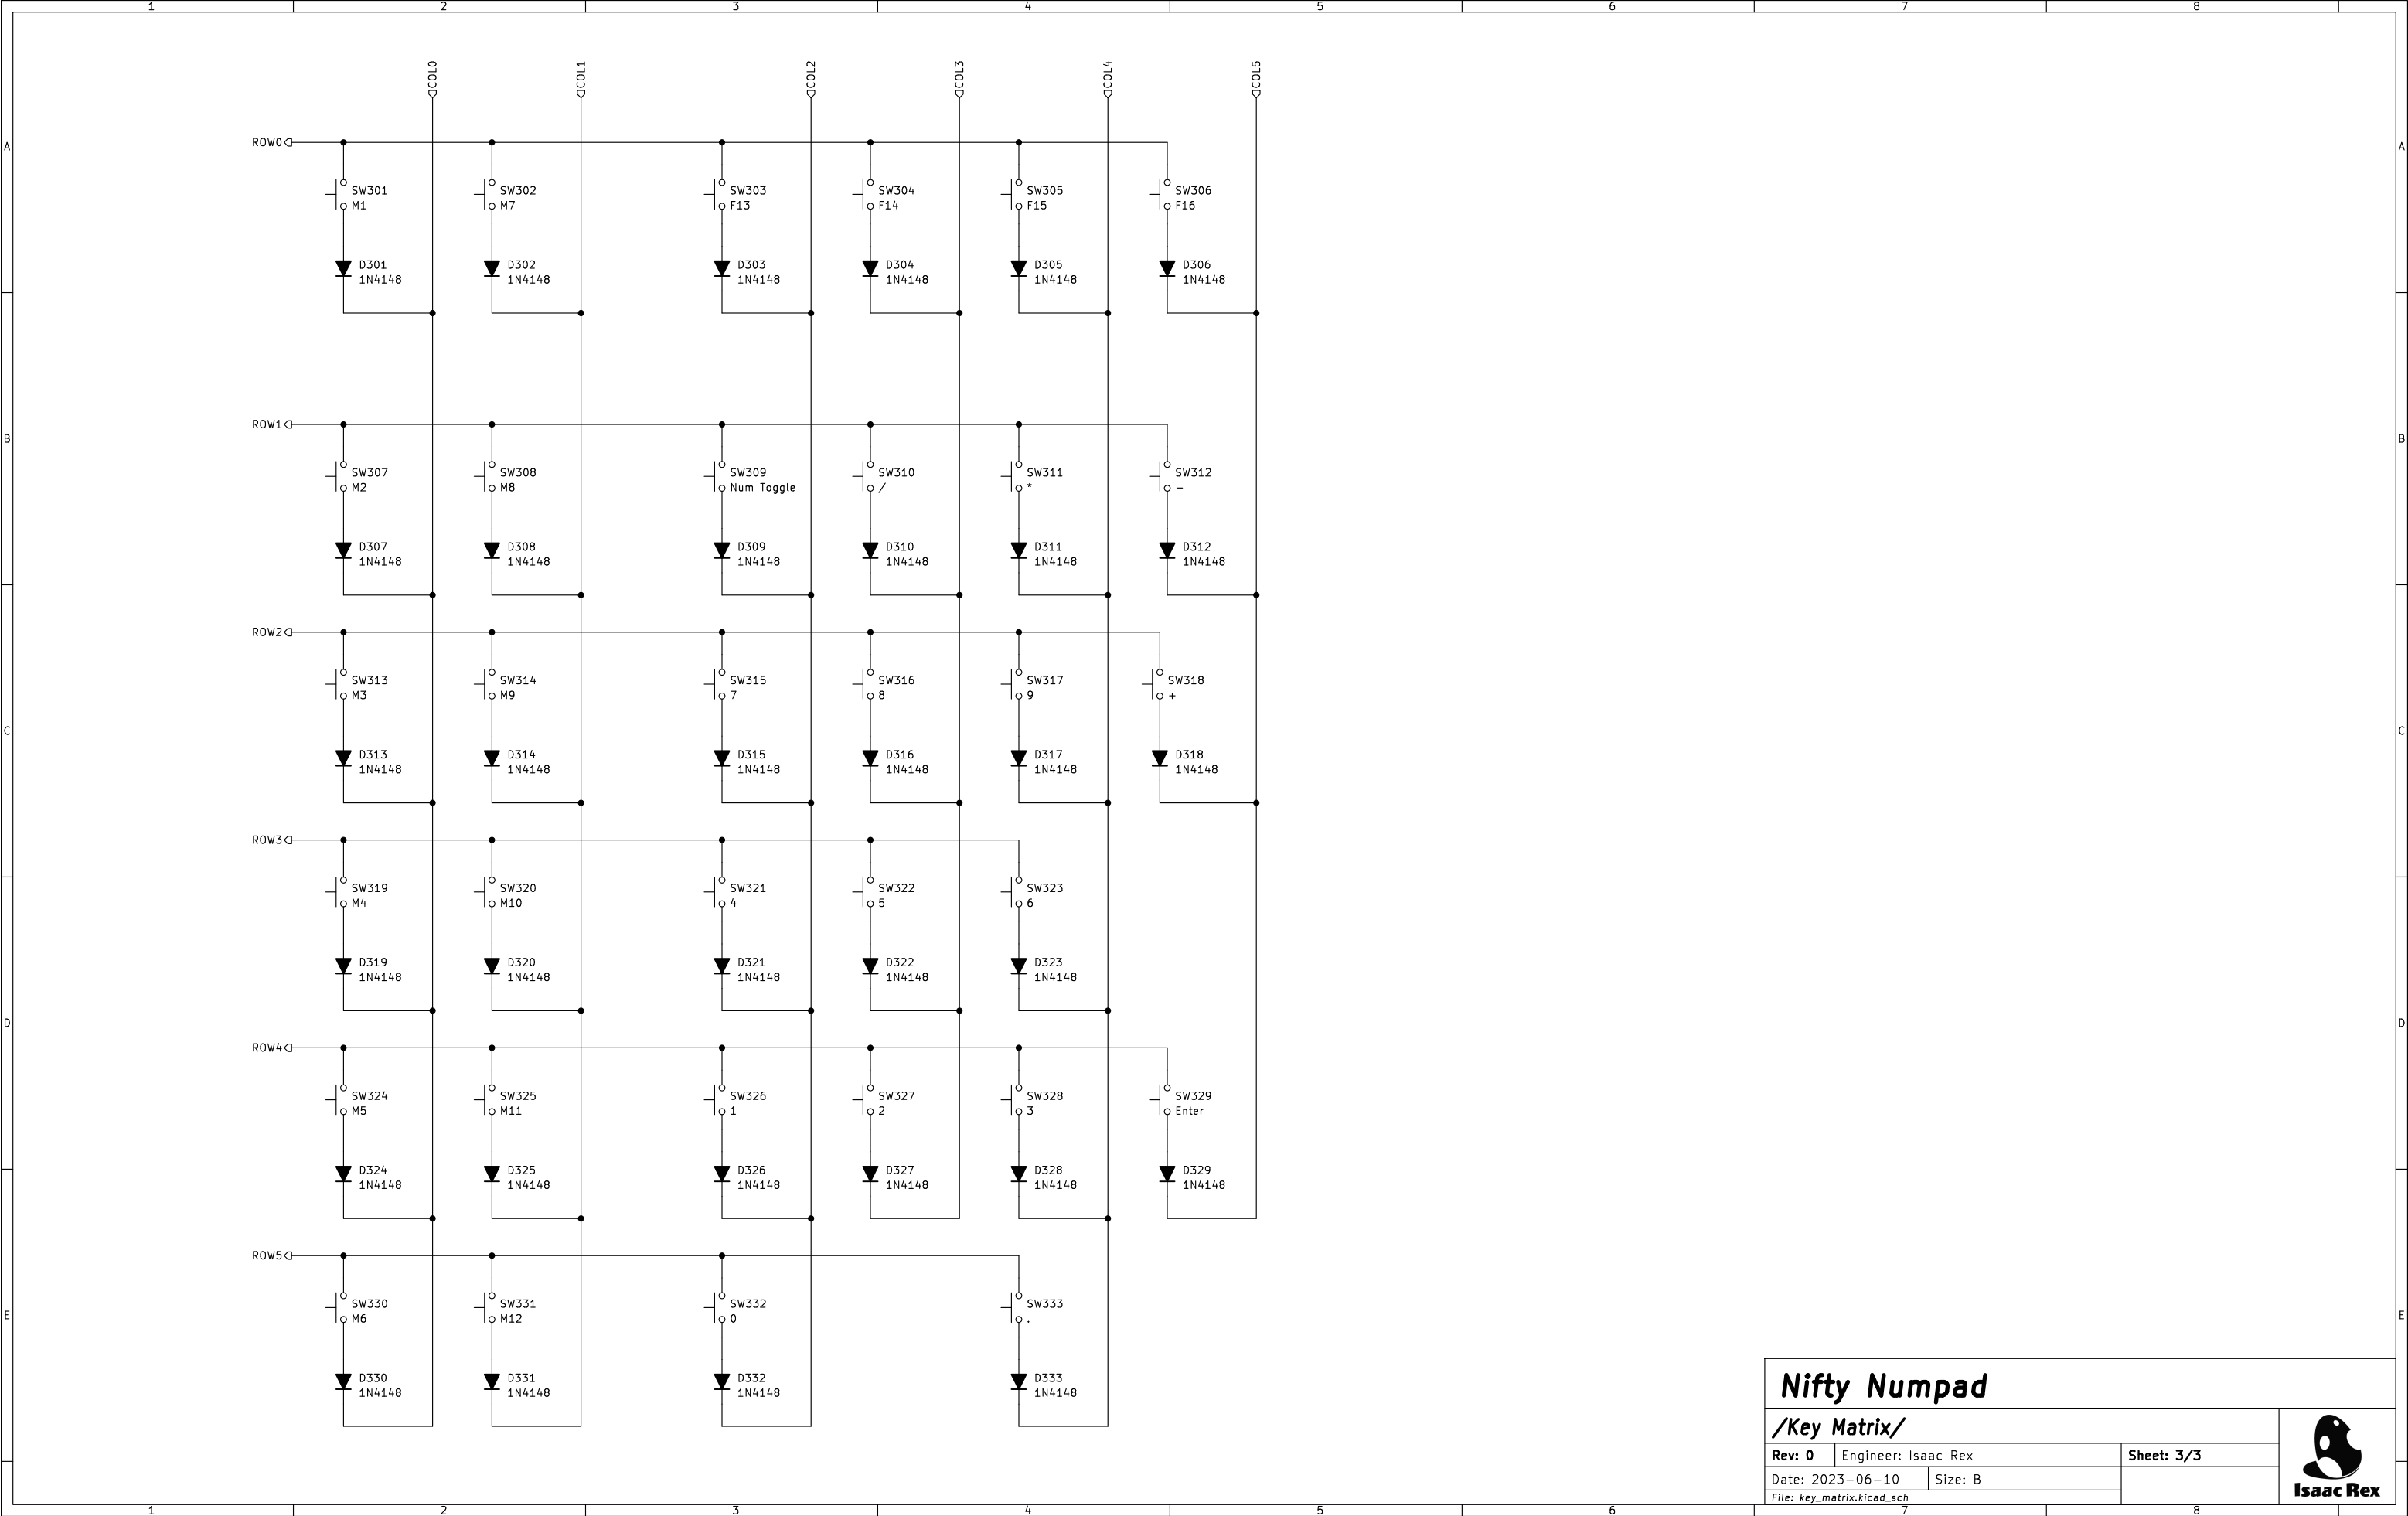 1 2 3 4 5 6 7 8
COL0 COL1 COL2 COL3 COL4 COL5
A ROW0 A
SW301 SW302 SW303 SW304 SW305 SW306
M1 M7 F13 F14 F15 F16
D301 D302 D303 D304 D305 D306
1N4148 1N4148 1N4148 1N4148 1N4148 1N4148
ROW1
B B
SW307 SW308 SW309 SW310 SW311 SW312
M2 M8 Num Toggle / * -
D307 D308 D309 D310 D311 D312
1N4148 1N4148 1N4148 1N4148 1N4148 1N4148
ROW2
SW313 SW314 SW315 SW316 SW317 SW318
M3 M9 7 8 9 +
C C
D313 D314 D315 D316 D317 D318
1N4148 1N4148 1N4148 1N4148 1N4148 1N4148
ROW3
SW319 SW320 SW321 SW322 SW323
M4 M10 4 5 6
D319 D320 D321 D322 D323
1N4148 1N4148 1N4148 1N4148 1N4148
D D
ROW4
SW324 SW325 SW326 SW327 SW328 SW329
M5 M11 1 2 3 Enter
D324 D325 D326 D327 D328 D329
1N4148 1N4148 1N4148 1N4148 1N4148 1N4148
ROW5
SW330 SW331 SW332 SW333
E M6 M12 0 . E
D330 D331 D332 D333
1N4148 1N4148 1N4148 1N4148
Nifty Numpad
/Key Matrix/
Rev: 0 Engineer: Isaac Rex Sheet: 3/3
Date: 2023-06-10 Size: B
File: key_matrix.kicad_sch
Isaac Rex
1 2 3 4 5 6 7 8